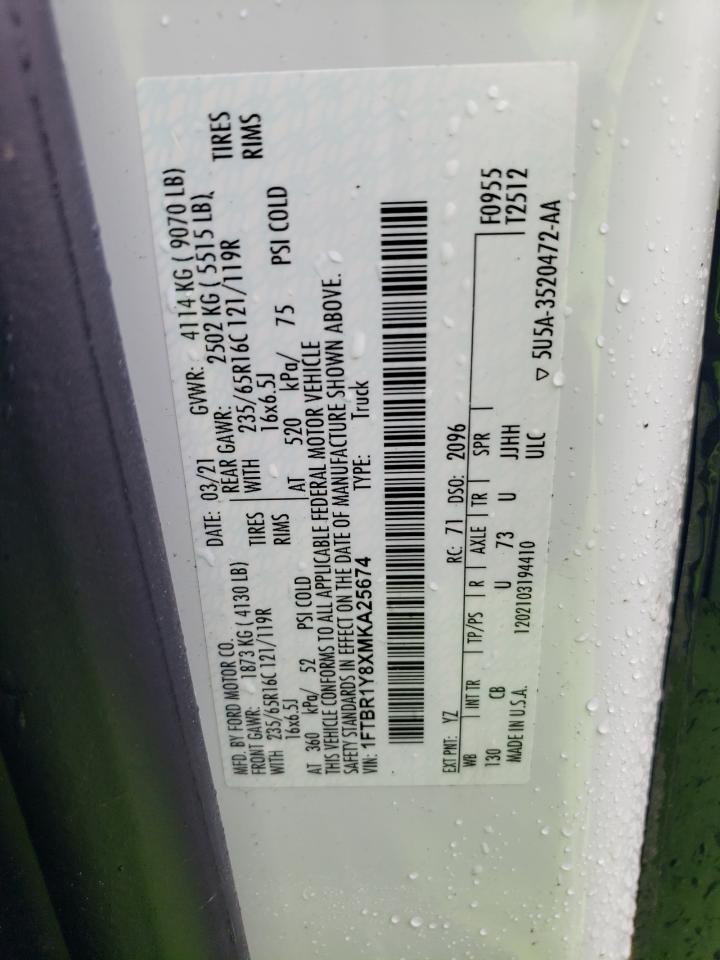 MFD. BY FORD MOTOR CO.
DATE: 03/21 GVWR: 4114 KG ( 9070 LB)
FRONT GAWR: 1873 KG ( 4130 LB) REAR GAWR: 2502 KG ( 5515 LB)
WITH 235/65R16C 121/119R TIRES WITH 235/65R16C 121/119R TIRES
16x6.5J RIMS 16x6.5J RIMS
AT 360 kPa/ 52 PSI COLD AT 520 kPa/ 75 PSI COLD
THIS VEHICLE CONFORMS TO ALL APPLICABLE FEDERAL MOTOR VEHICLE
SAFETY STANDARDS IN EFFECT ON THE DATE OF MANUFACTURE SHOWN ABOVE.
VIN: 1FTBR1Y8XMKA25674 TYPE: Truck
EXT PNT: YZ RC: 71 DSO: 2096
WB INT TR TP/PS R AXLE TR SPR F0955
130 CB U 73 U JJHH T2512
MADE IN U.S.A. 1202103194410 ULC
▽ 5U5A-3520472-AA